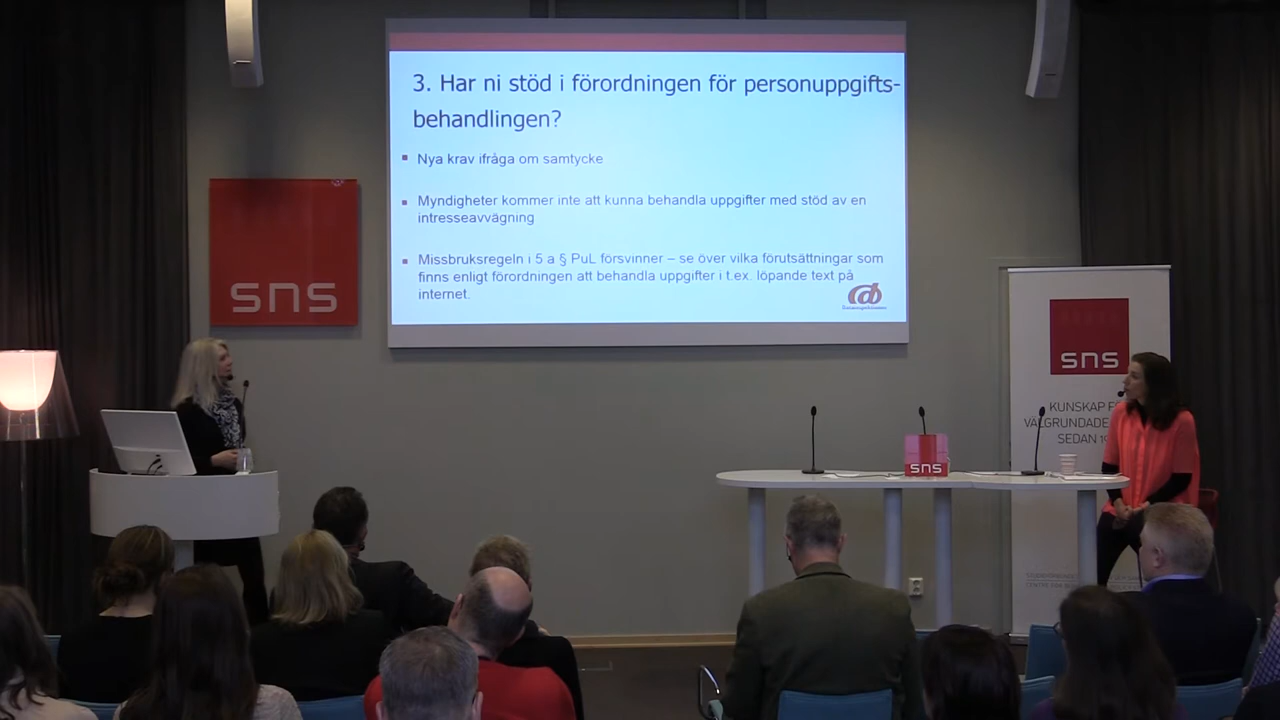 3. Har ni stöd i förordningen för personuppgifts-
behandlingen?
Nya krav ifråga om samtycke
Myndigheter kommer inte att kunna behandla uppgifter med stöd av en
intresseavvägning
Missbruksregeln i 5 a § PuL försvinner – se över vilka förutsättningar som
finns enligt förordningen att behandla uppgifter i t.ex. löpande text på
internet.
sns
sns
KUNSKAP
SEDAN
sns